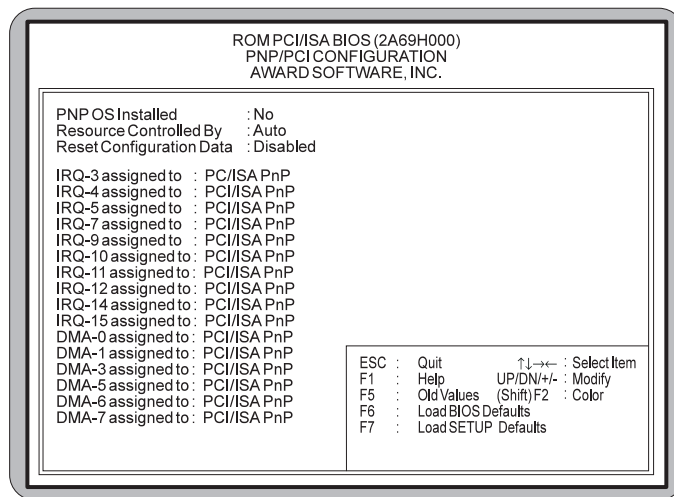 ROM PCI/ISA BIOS (2A69H000)
PNP/PCI CONFIGURATION
AWARD SOFTWARE, INC.
PNP OS Installed : No
Resource Controlled By : Auto
Reset Configuration Data : Disabled
IRQ-3 assigned to : PC/ISA PnP
IRQ-4 assigned to : PCI/ISA PnP
IRQ-5 assigned to : PCI/ISA PnP
IRQ-7 assigned to : PCI/ISA PnP
IRQ-9 assigned to : PCI/ISA PnP
IRQ-10 assigned to : PCI/ISA PnP
IRQ-11 assigned to : PCI/ISA PnP
IRQ-12 assigned to : PCI/ISA PnP
IRQ-14 assigned to : PCI/ISA PnP
IRQ-15 assigned to : PCI/ISA PnP
DMA-0 assigned to : PCI/ISA PnP
DMA-1 assigned to : PCI/ISA PnP
DMA-3 assigned to : PCI/ISA PnP
DMA-5 assigned to : PCI/ISA PnP
DMA-6 assigned to : PCI/ISA PnP
DMA-7 assigned to : PCI/ISA PnP
ESC : Quit ↑↓→← : Select Item
F1 : Help UP/DN/+/- : Modify
F5 : Old Values (Shift) F2 : Color
F6 : Load BIOS Defaults
F7 : Load SETUP Defaults